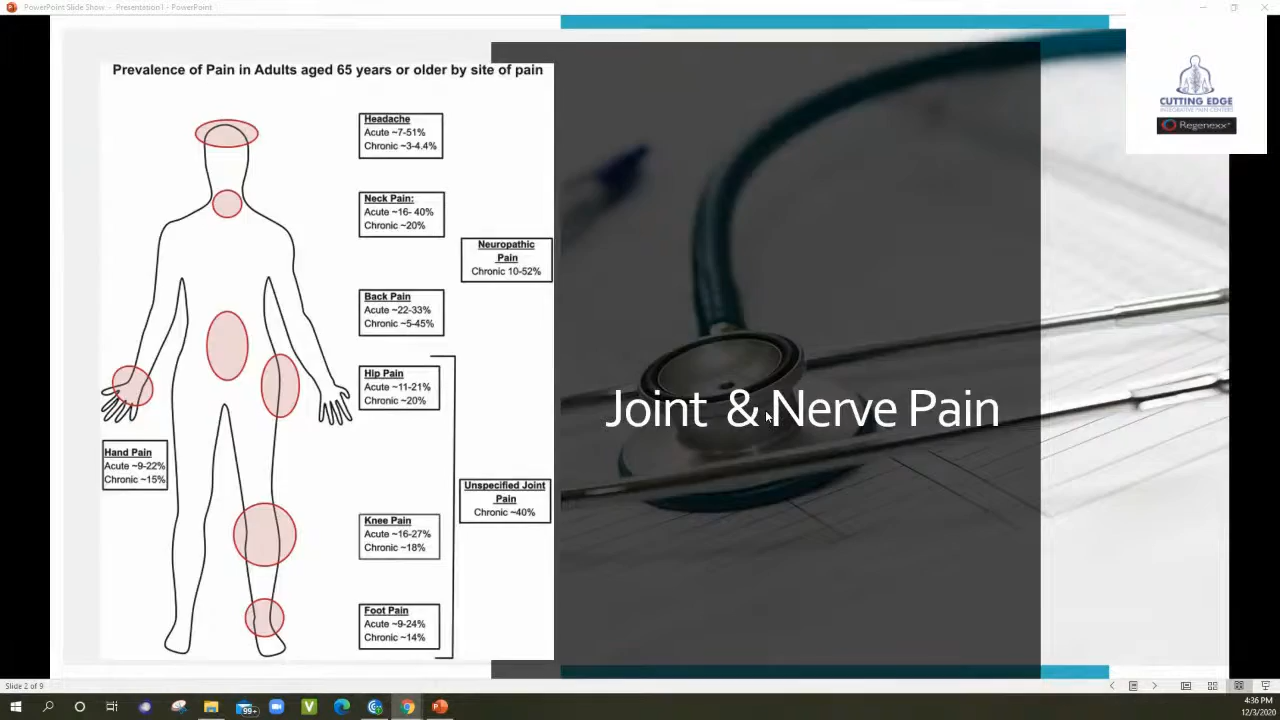 PowerPoint Slide Show - Presentation1 - PowerPoint
CUTTING EDGE
INTEGRATIVE PAIN CENTERS
Regenexx
Prevalence of Pain in Adults aged 65 years or older by site of pain
Headache
Acute ~7-51%
Chronic ~3-4.4%
Neck Pain:
Acute ~16- 40%
Chronic ~20%
Neuropathic
Pain
Chronic 10-52%
Back Pain
Acute ~22-33%
Chronic ~5-45%
Hip Pain
Acute ~11-21%
Chronic ~20%
Hand Pain
Acute ~9-22%
Chronic ~15%
Unspecified Joint
Pain
Chronic ~40%
Knee Pain
Acute ~16-27%
Chronic ~18%
Foot Pain
Acute ~9-24%
Chronic ~14%
Joint & Nerve Pain
Slide 2 of 9
99+
4:36 PM
12/3/2020